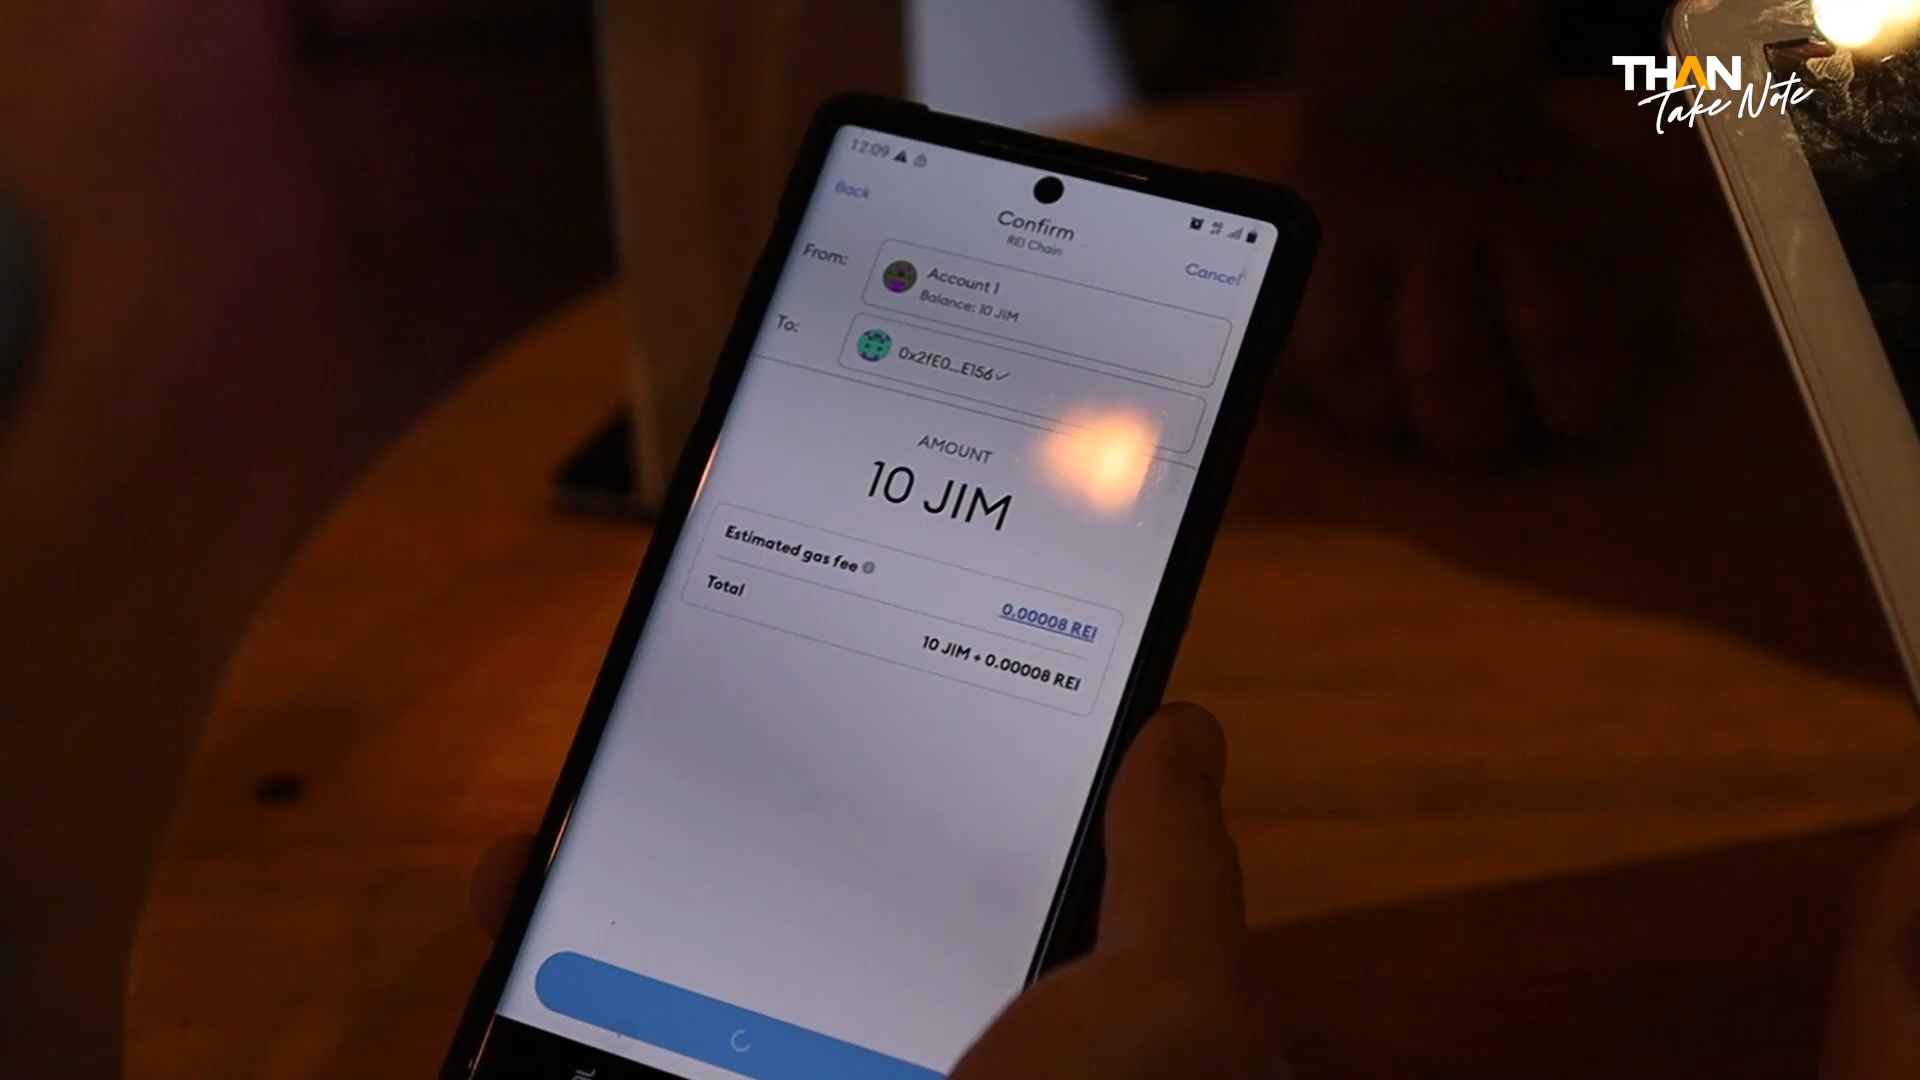 THAN
Take Note
12:09
Back
Confirm
REI Chain
Cancel
From:
Account 1
Balance: 10 JIM
To:
0x2fE0...E156
AMOUNT
10 JIM
Estimated gas fee
0.00008 REI
Total
10 JIM + 0.00008 REI